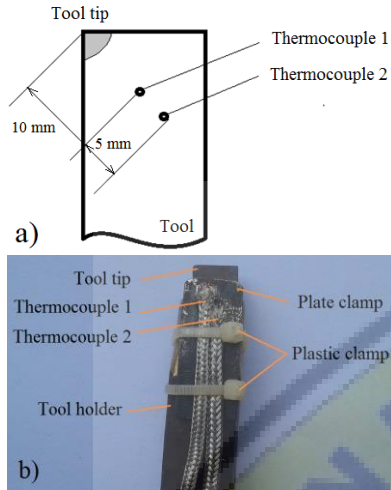 Tool tip
Thermocouple 1
Thermocouple 2
10 mm
5 mm
Tool
a)
Tool tip
Thermocouple 1
Plate clamp
Thermocouple 2
Plastic clamp
Tool holder
b)